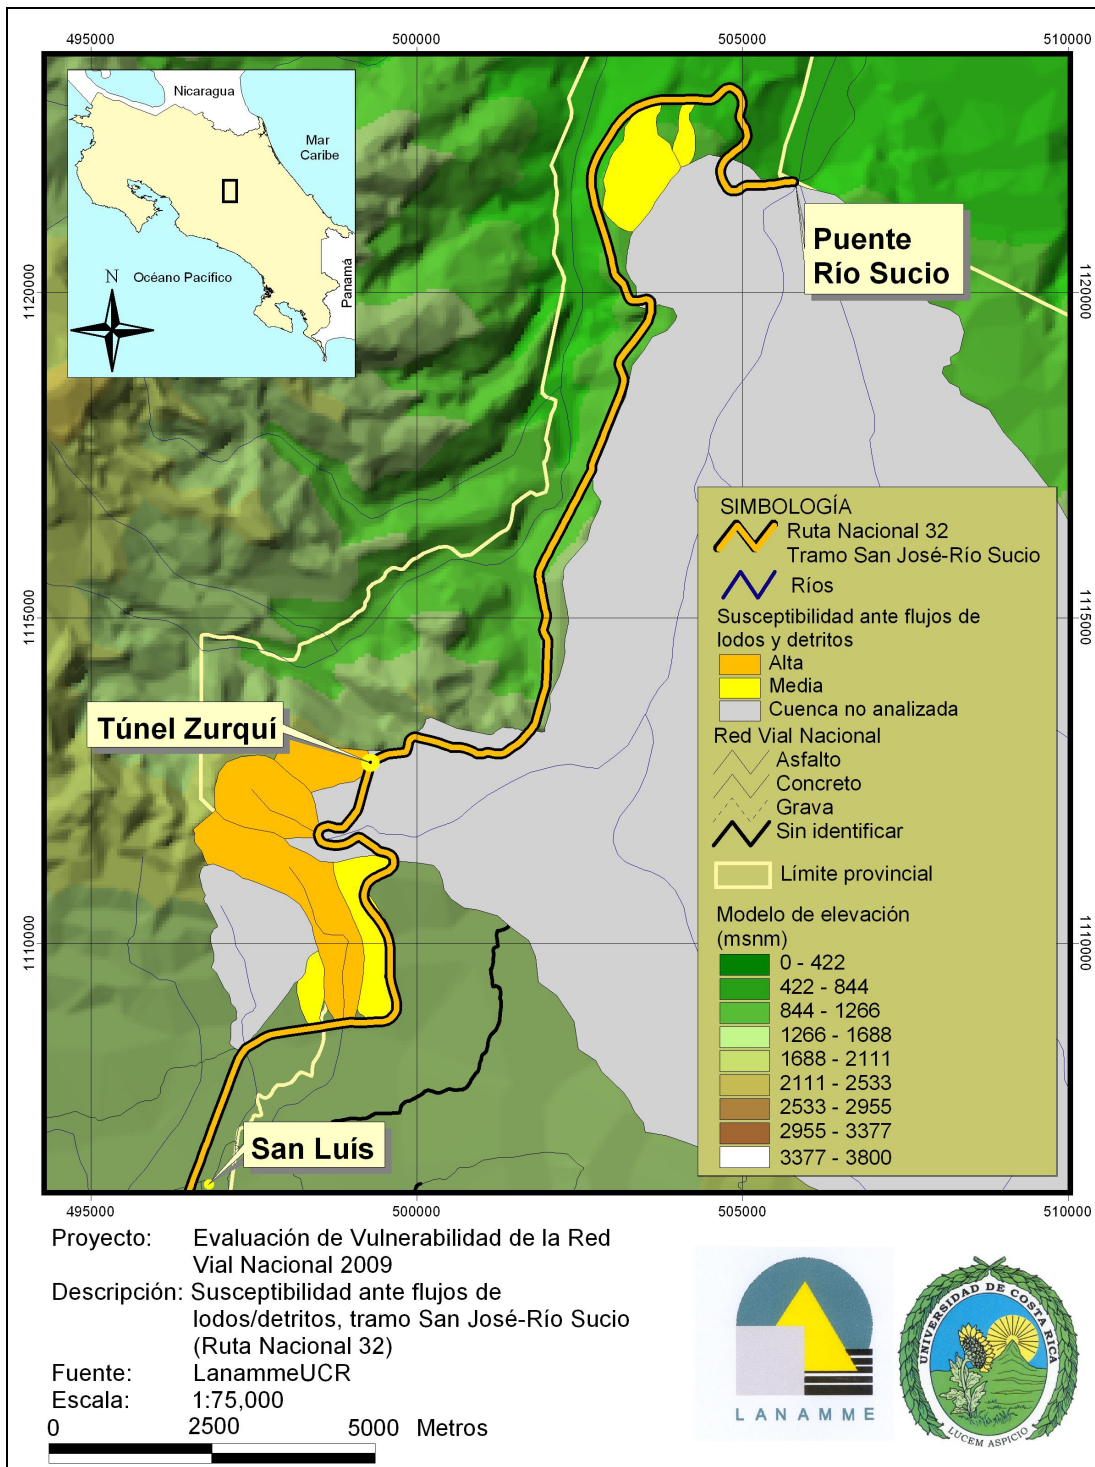 495000
500000
505000
510000
Nicaragua
Mar
Caribe
N
Océano Pacífico
Panamá
1120000
1120000
Puente
Río Sucio
SIMBOLOGÍA
Ruta Nacional 32
Tramo San José-Río Sucio
Ríos
Susceptibilidad ante flujos de
lodos y detritos
Alta
Media
Cuenca no analizada
Red Vial Nacional
Asfalto
Concreto
Grava
Sin identificar
Límite provincial
Modelo de elevación
(msnm)
0 - 422
422 - 844
844 - 1266
1266 - 1688
1688 - 2111
2111 - 2533
2533 - 2955
2955 - 3377
3377 - 3800
1115000
1115000
Túnel Zurquí
1110000
1110000
San Luís
495000
500000
505000
510000
Proyecto: Evaluación de Vulnerabilidad de la Red
Vial Nacional 2009
Descripción: Susceptibilidad ante flujos de
lodos/detritos, tramo San José-Río Sucio
(Ruta Nacional 32)
Fuente: LanammeUCR
Escala: 1:75,000
0 2500 5000 Metros
LANAMME
UNIVERSIDAD DE COSTA RICA
LUCEM ASPICIO